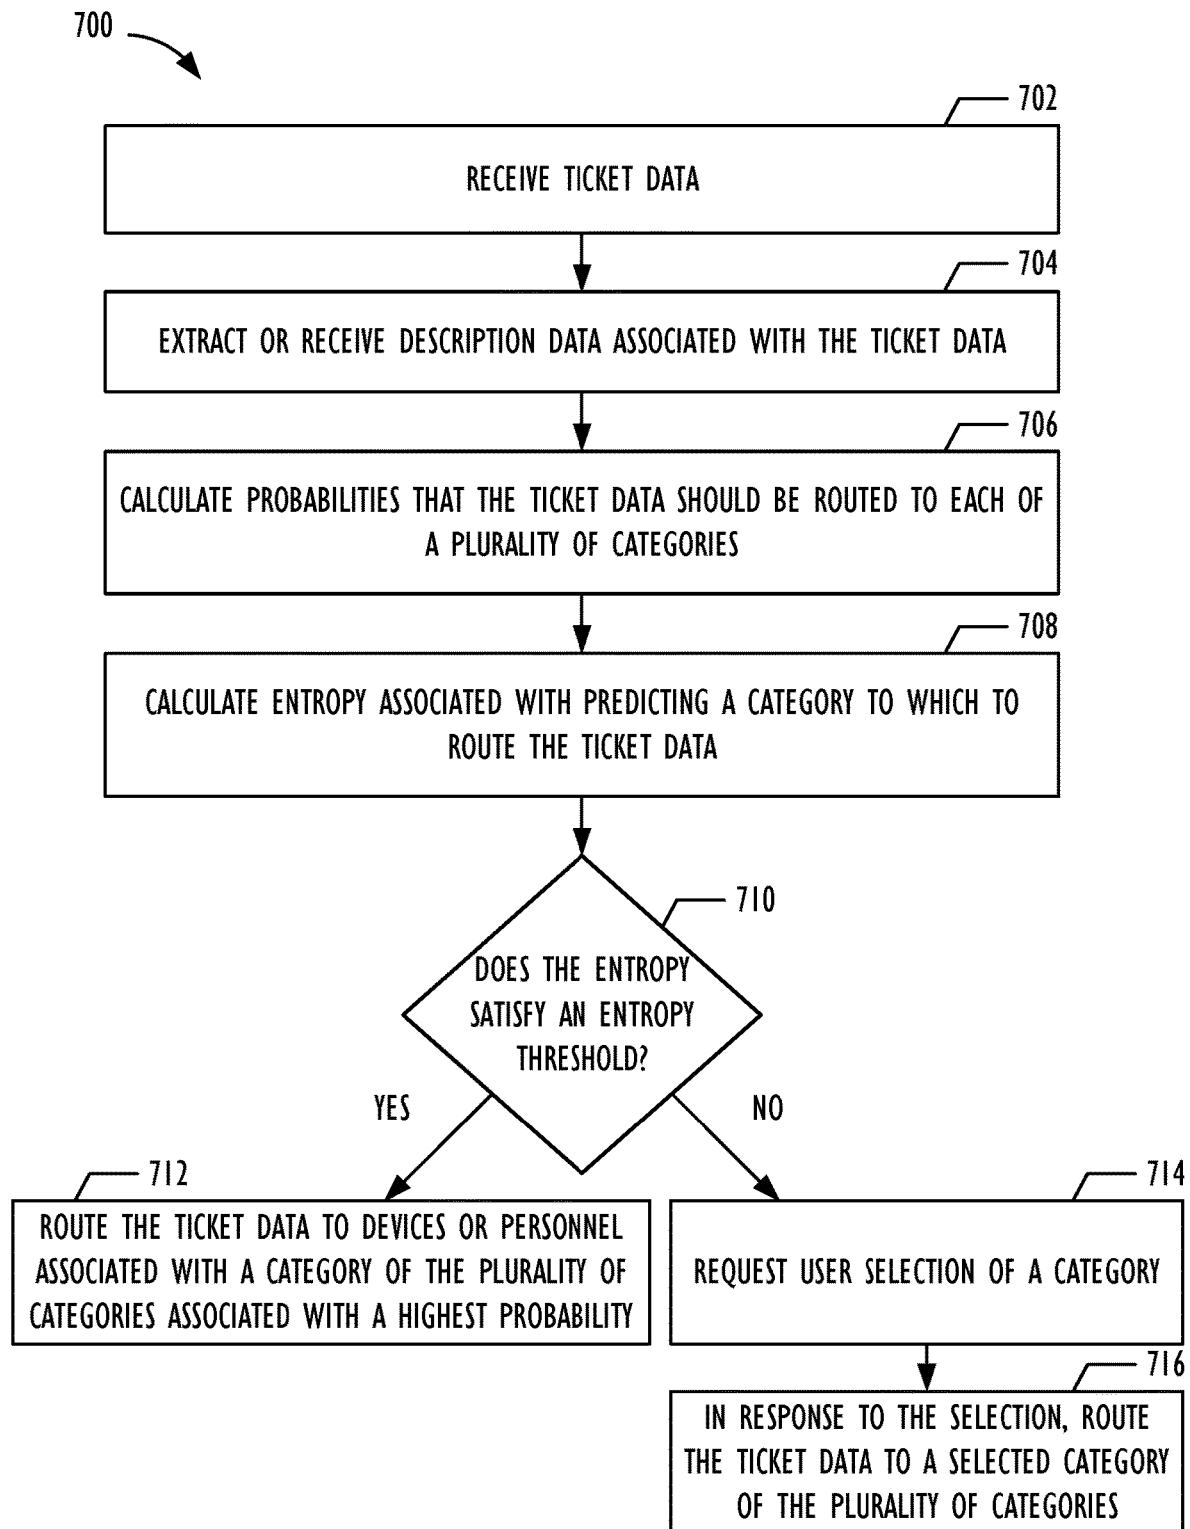 700
702
RECEIVE TICKET DATA
704
EXTRACT OR RECEIVE DESCRIPTION DATA ASSOCIATED WITH THE TICKET DATA
706
CALCULATE PROBABILITIES THAT THE TICKET DATA SHOULD BE ROUTED TO EACH OF
A PLURALITY OF CATEGORIES
708
CALCULATE ENTROPY ASSOCIATED WITH PREDICTING A CATEGORY TO WHICH TO
ROUTE THE TICKET DATA
710
DOES THE ENTROPY
SATISFY AN ENTROPY
THRESHOLD?
YES
NO
712
ROUTE THE TICKET DATA TO DEVICES OR PERSONNEL
ASSOCIATED WITH A CATEGORY OF THE PLURALITY OF
CATEGORIES ASSOCIATED WITH A HIGHEST PROBABILITY
714
REQUEST USER SELECTION OF A CATEGORY
716
IN RESPONSE TO THE SELECTION, ROUTE
THE TICKET DATA TO A SELECTED CATEGORY
OF THE PLURALITY OF CATEGORIES